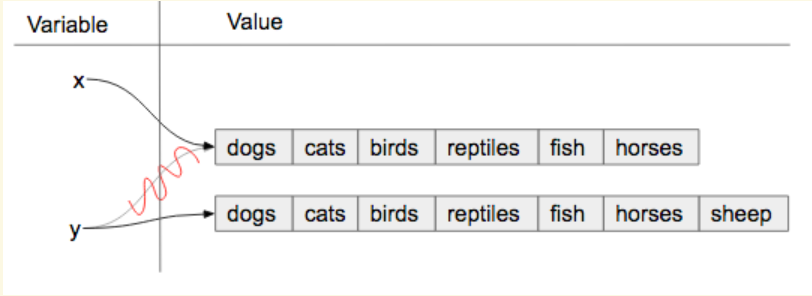 Variable Value
x
dogs cats birds reptiles fish horses
y dogs cats birds reptiles fish horses sheep